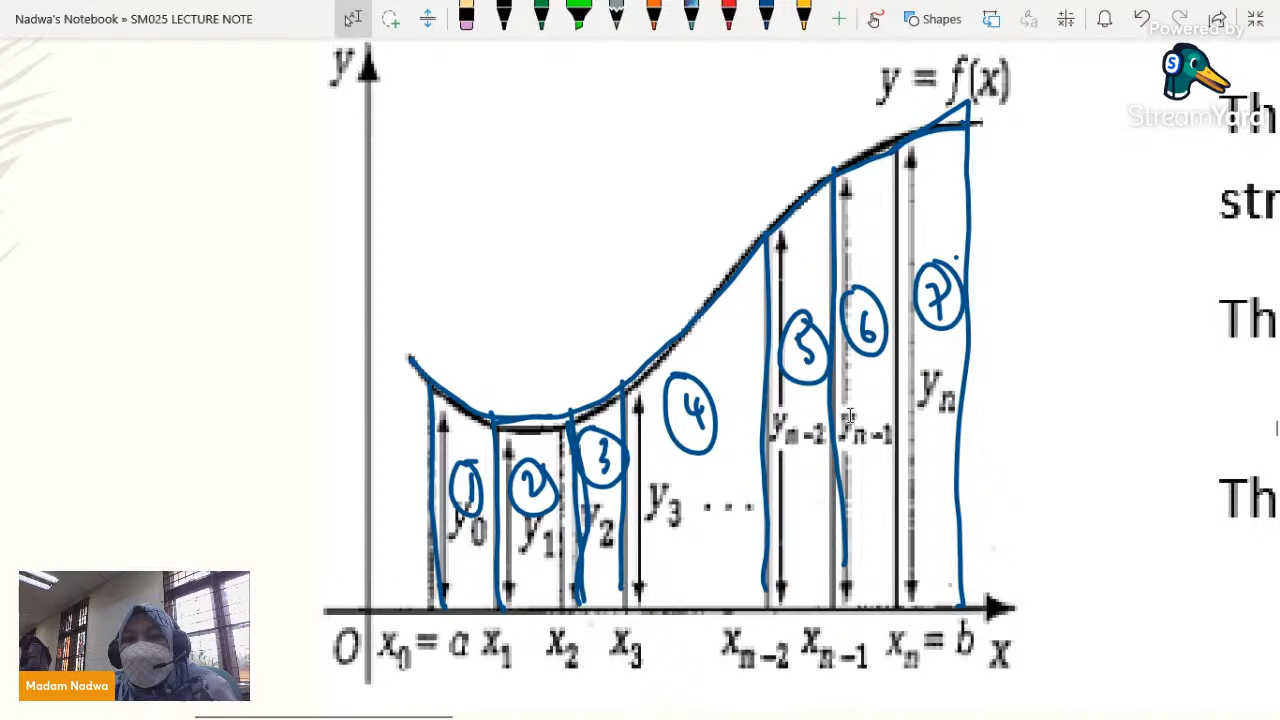 Nadwa's Notebook » SM025 LECTURE NOTE
Shapes
Powered by
StreamYard
y
y = f(x)
Th
str
Th
Th
① ② ③ ④ ⑤ ⑥ ⑦
y₀ y₁ y₂ y₃ ... yₙ₋₂ yₙ₋₁ yₙ
O x₀ = a x₁ x₂ x₃ xₙ₋₂ xₙ₋₁ xₙ = b x
Madam Nadwa